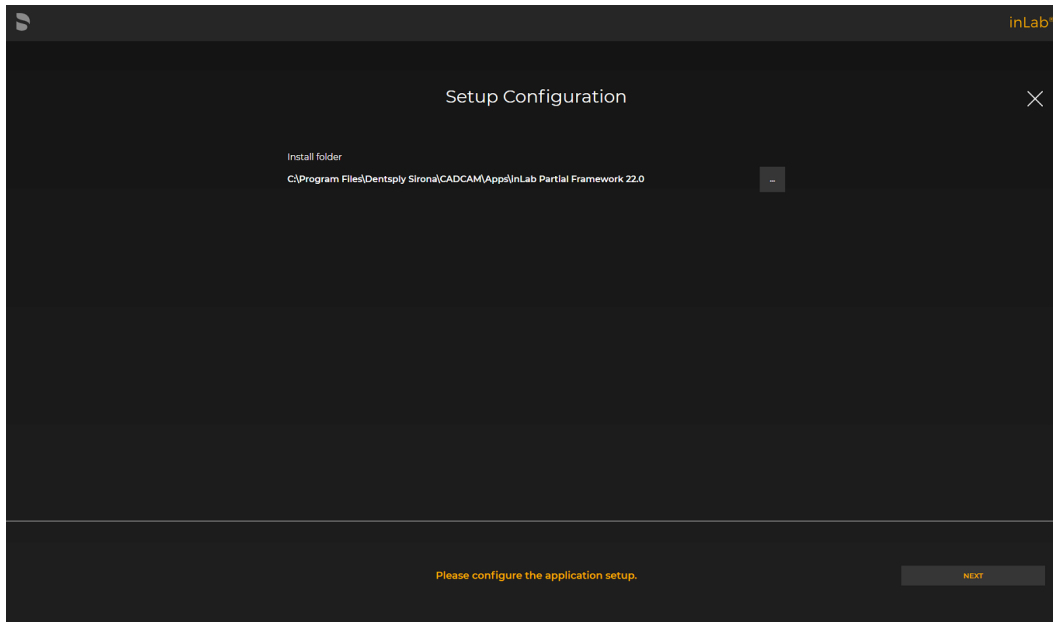 inLab®
Setup Configuration
Install folder
C:\Program Files\Dentsply Sirona\CADCAM\Apps\InLab Partial Framework 22.0
...
Please configure the application setup.
NEXT